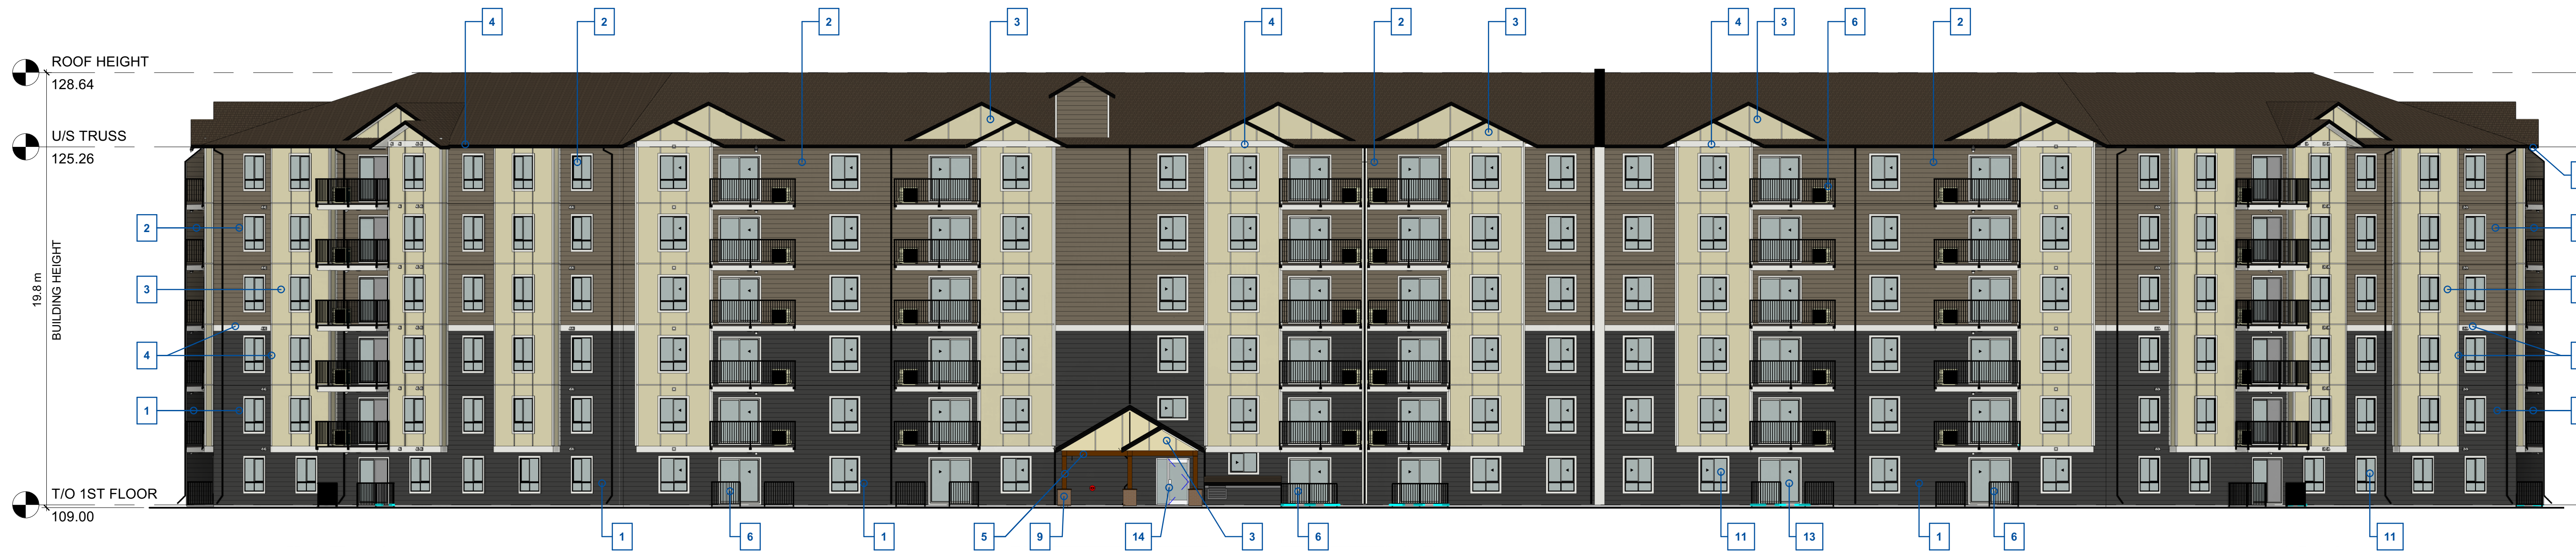 4 2 2 3 4 2 3 4 3 6 2
ROOF HEIGHT
128.64
U/S TRUSS
125.26
2
3
19.8 m
BUILDING HEIGHT
4
1
T/O 1ST FLOOR
109.00
1 6 1 5 9 14 3 6 11 13 1 6 11